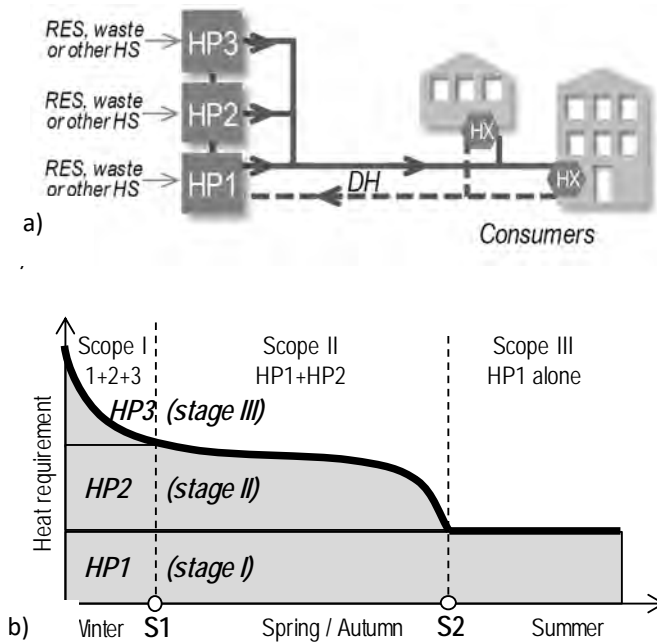 RES, waste
or other HS
HP3
RES, waste
or other HS
HP2
RES, waste
or other HS
HP1
HX
HX
DH
Consumers
a)
Heat requirement
Scope I
1+2+3
Scope II
HP1+HP2
Scope III
HP1 alone
HP3 (stage III)
HP2 (stage II)
HP1 (stage I)
b)
Vinter S1 Spring / Autumn S2 Summer